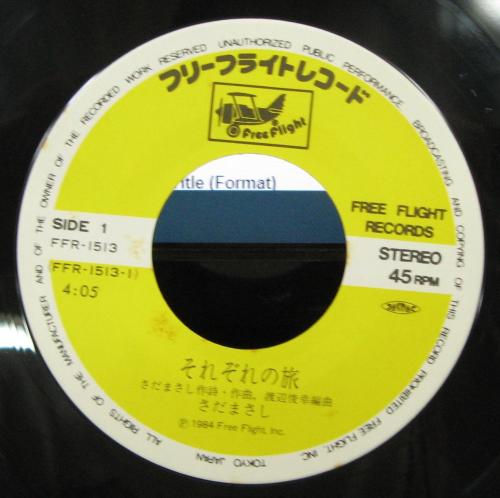 ALL RIGHTS OF THE MANUFACTURER AND OF THE OWNER OF THE RECORDED WORK RESERVED UNAUTHORIZED PUBLIC PERFORMANCE BROADCASTING AND COPYING OF THIS RECORD PROHIBITED FREE FLIGHT INC. TOKYO JAPAN
フリーフライトレコード
Free Flight
itle (Format)
SIDE 1
FFR-1513
(FFR-1513-1)
4:05
FREE FLIGHT
RECORDS
STEREO
45 RPM
それぞれの旅
さだまさし作詩・作曲、渡辺俊幸編曲
さだまさし
Ⓟ 1984 Free Flight, Inc.